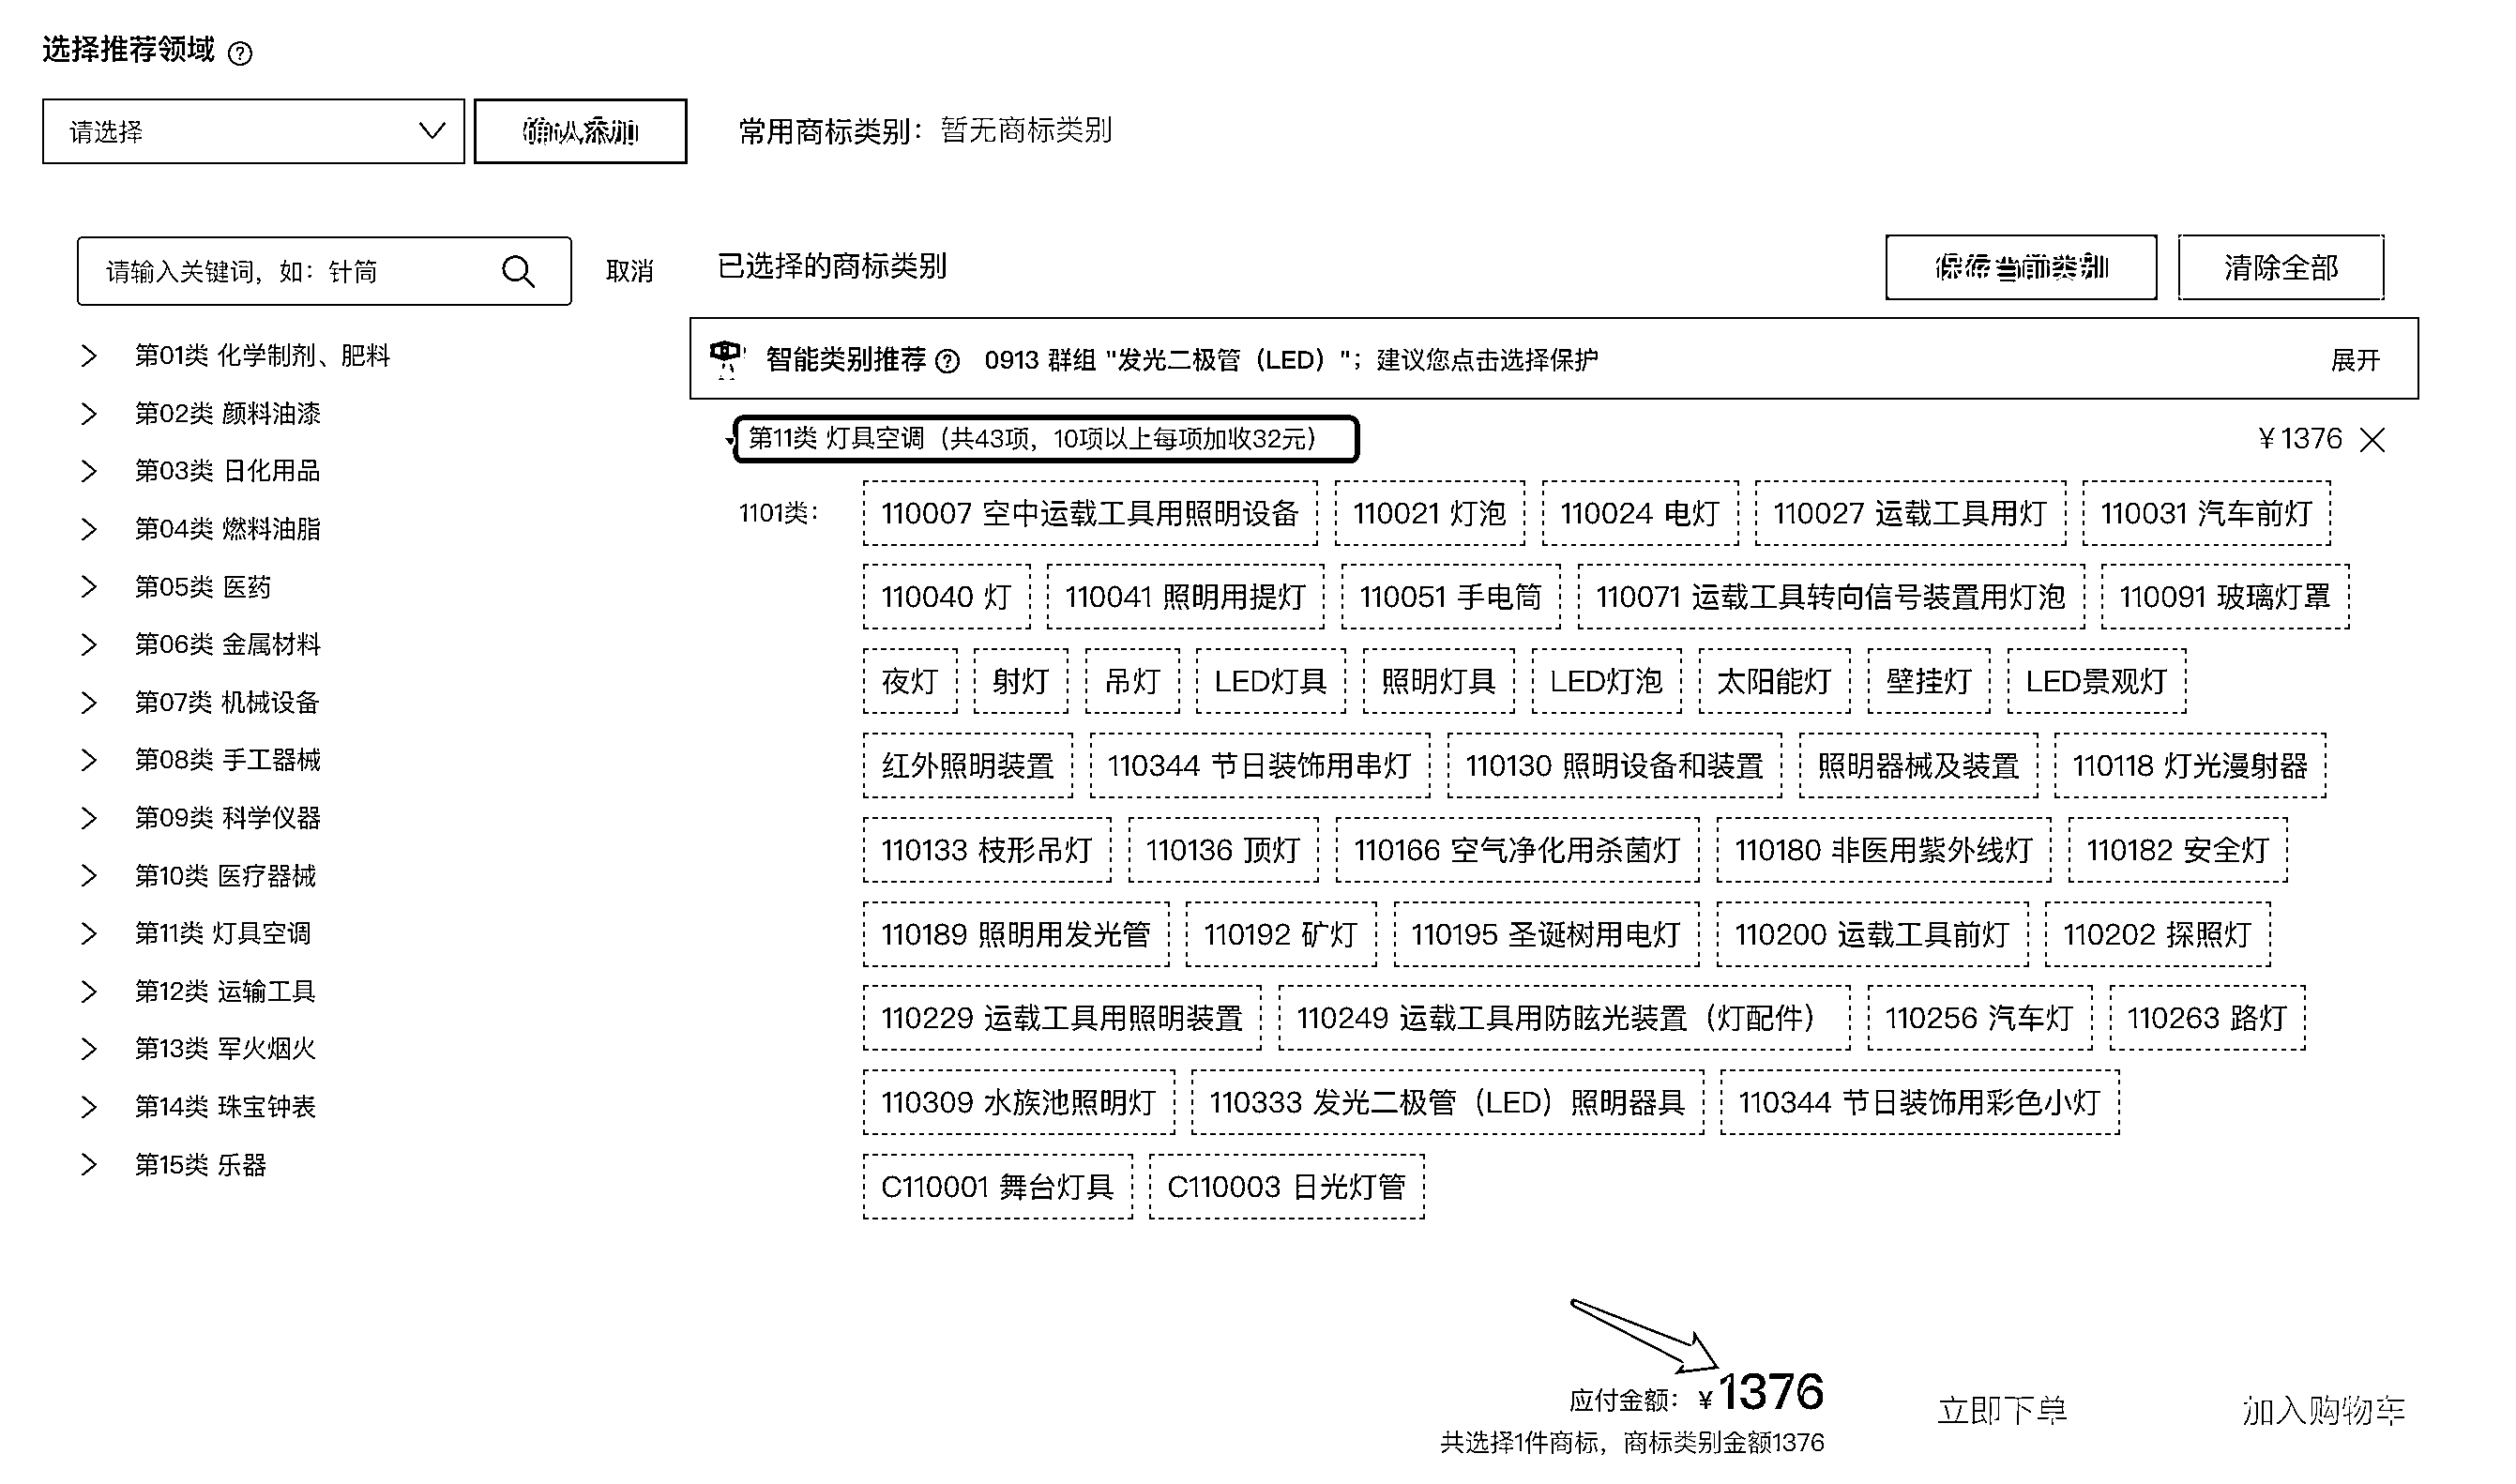 选择推荐领域 ?
请选择 确认添加 常用商标类别：暂无商标类别
请输入关键词，如：针筒 取消 已选择的商标类别 保存当前类别 清除全部
智能类别推荐 ? 0913 群组 "发光二极管（LED）"；建议您点击选择保护 展开
第11类 灯具空调（共43项，10项以上每项加收32元） ¥1376
第01类 化学制剂、肥料
第02类 颜料油漆
第03类 日化用品
第04类 燃料油脂
第05类 医药
第06类 金属材料
第07类 机械设备
第08类 手工器械
第09类 科学仪器
第10类 医疗器械
第11类 灯具空调
第12类 运输工具
第13类 军火烟火
第14类 珠宝钟表
第15类 乐器
1101类： 110007 空中运载工具用照明设备 110021 灯泡 110024 电灯 110027 运载工具用灯 110031 汽车前灯
110040 灯 110041 照明用提灯 110051 手电筒 110071 运载工具转向信号装置用灯泡 110091 玻璃灯罩
夜灯 射灯 吊灯 LED灯具 照明灯具 LED灯泡 太阳能灯 壁挂灯 LED景观灯
红外照明装置 110344 节日装饰用串灯 110130 照明设备和装置 照明器械及装置 110118 灯光漫射器
110133 枝形吊灯 110136 顶灯 110166 空气净化用杀菌灯 110180 非医用紫外线灯 110182 安全灯
110189 照明用发光管 110192 矿灯 110195 圣诞树用电灯 110200 运载工具前灯 110202 探照灯
110229 运载工具用照明装置 110249 运载工具用防眩光装置（灯配件） 110256 汽车灯 110263 路灯
110309 水族池照明灯 110333 发光二极管（LED）照明器具 110344 节日装饰用彩色小灯
C110001 舞台灯具 C110003 日光灯管
应付金额：¥1376 立即下单 加入购物车
共选择1件商标，商标类别金额1376